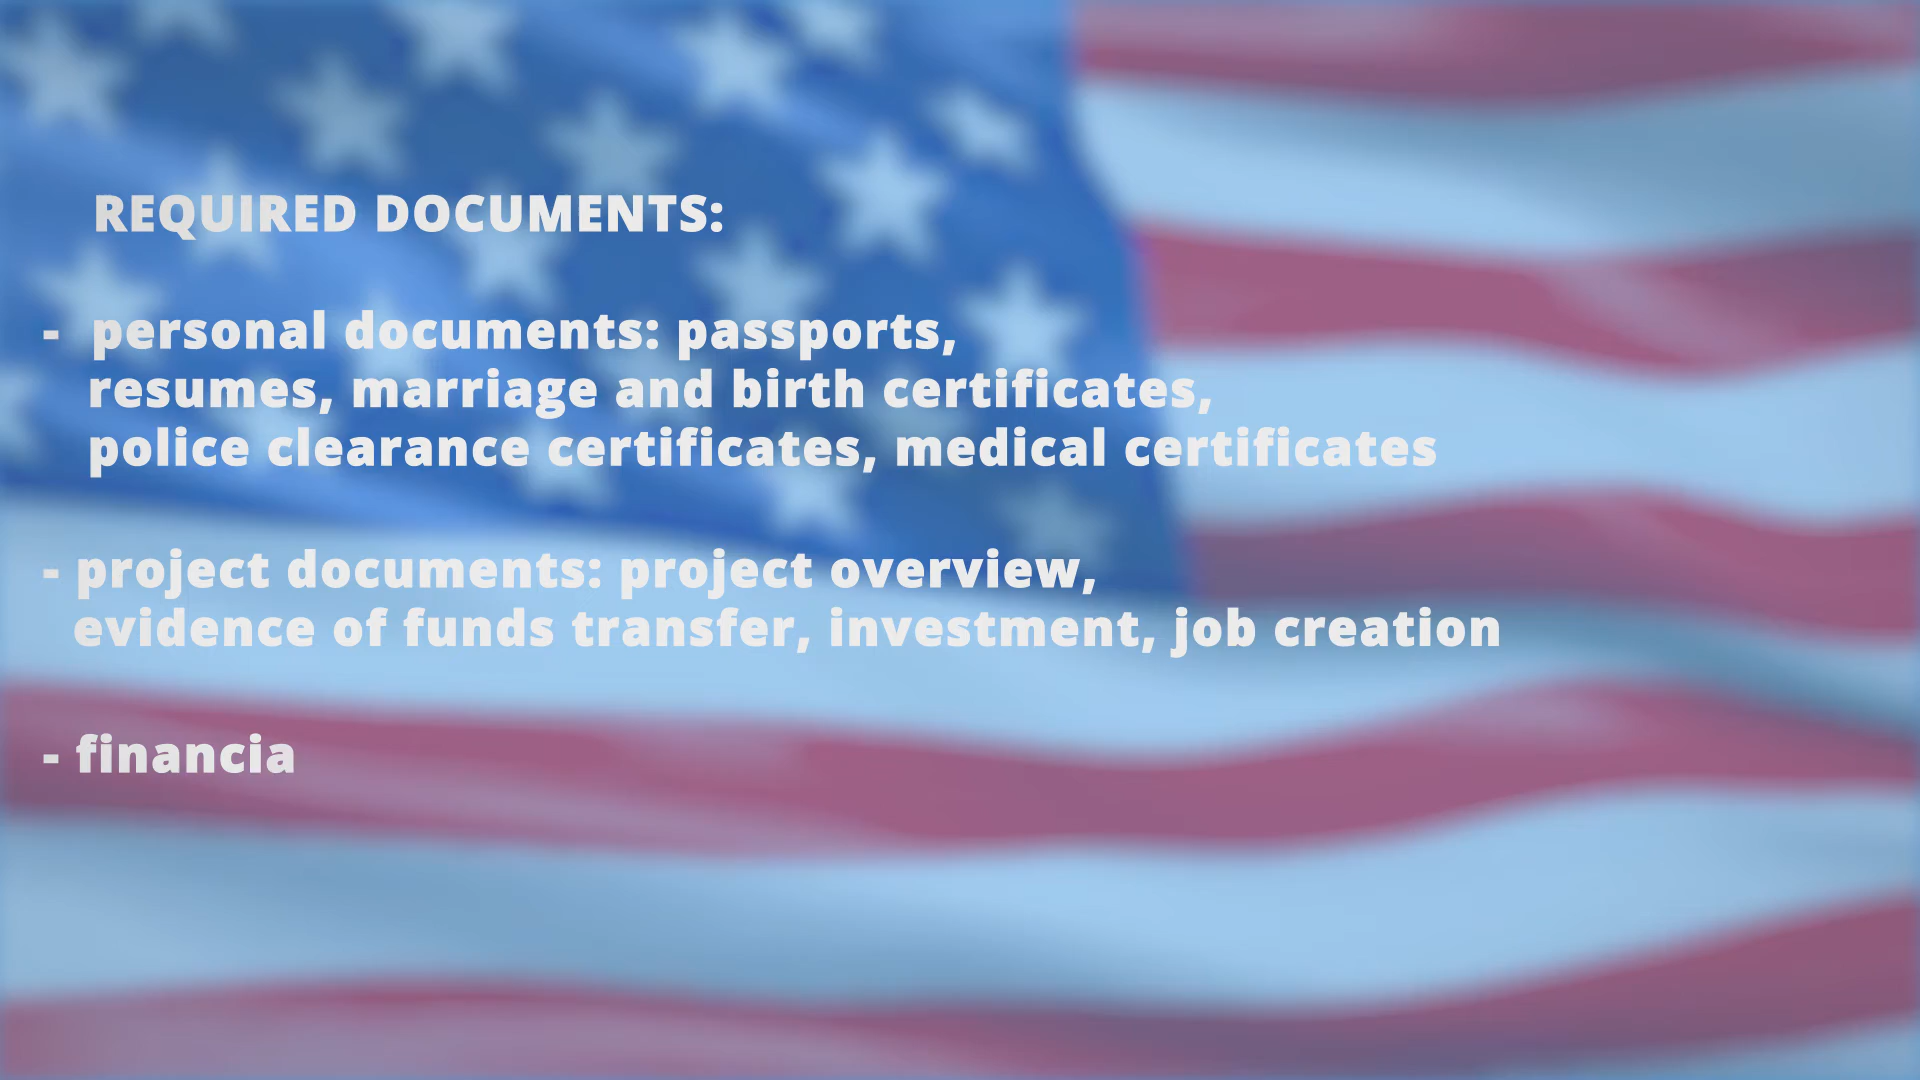 REQUIRED DOCUMENTS:
- personal documents: passports,
resumes, marriage and birth certificates,
police clearance certificates, medical certificates
- project documents: project overview,
evidence of funds transfer, investment, job creation
- financia